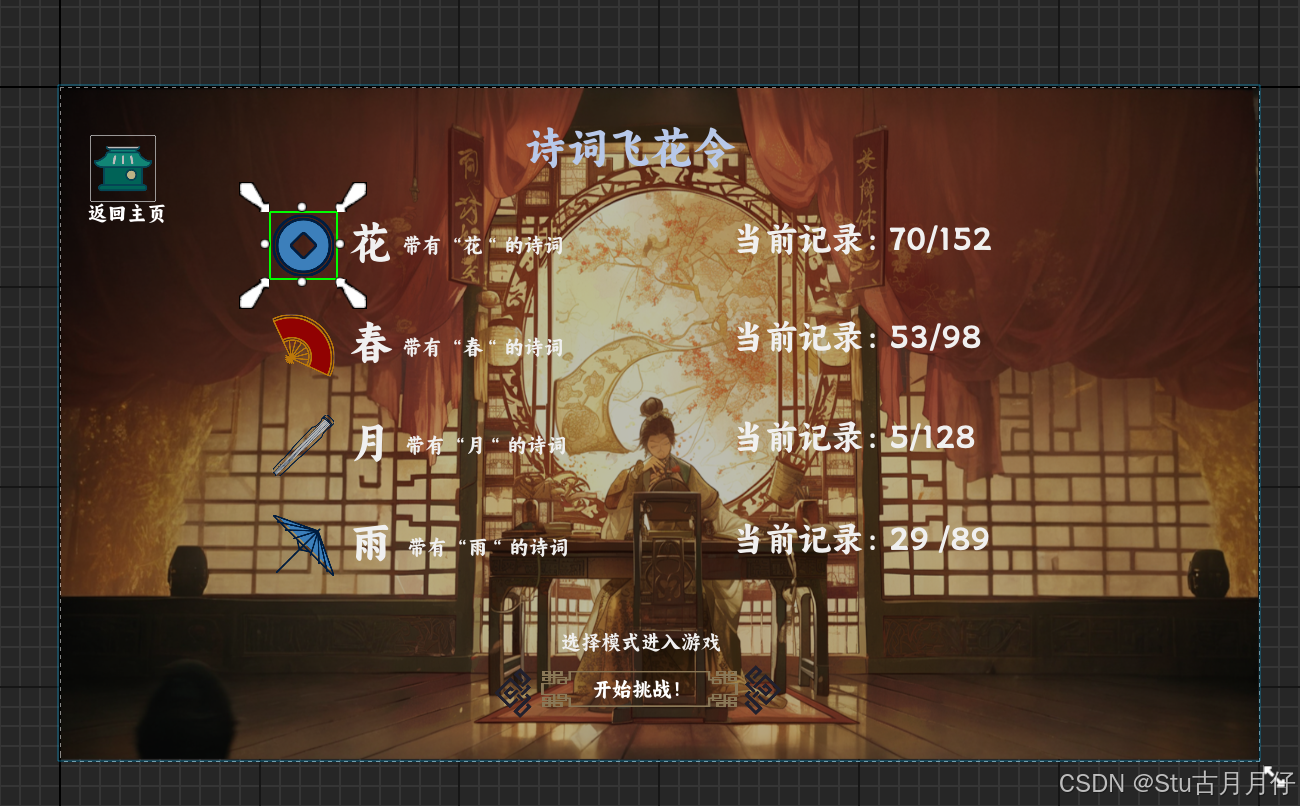 诗词飞花令
返回主页
花 带有“花“的诗词 当前记录: 70/152
春 带有“春“的诗词 当前记录: 53/98
月 带有“月“的诗词 当前记录: 5/128
雨 带有“雨“的诗词 当前记录: 29 /89
选择模式进入游戏
开始挑战!
CSDN @Stu古月月仔